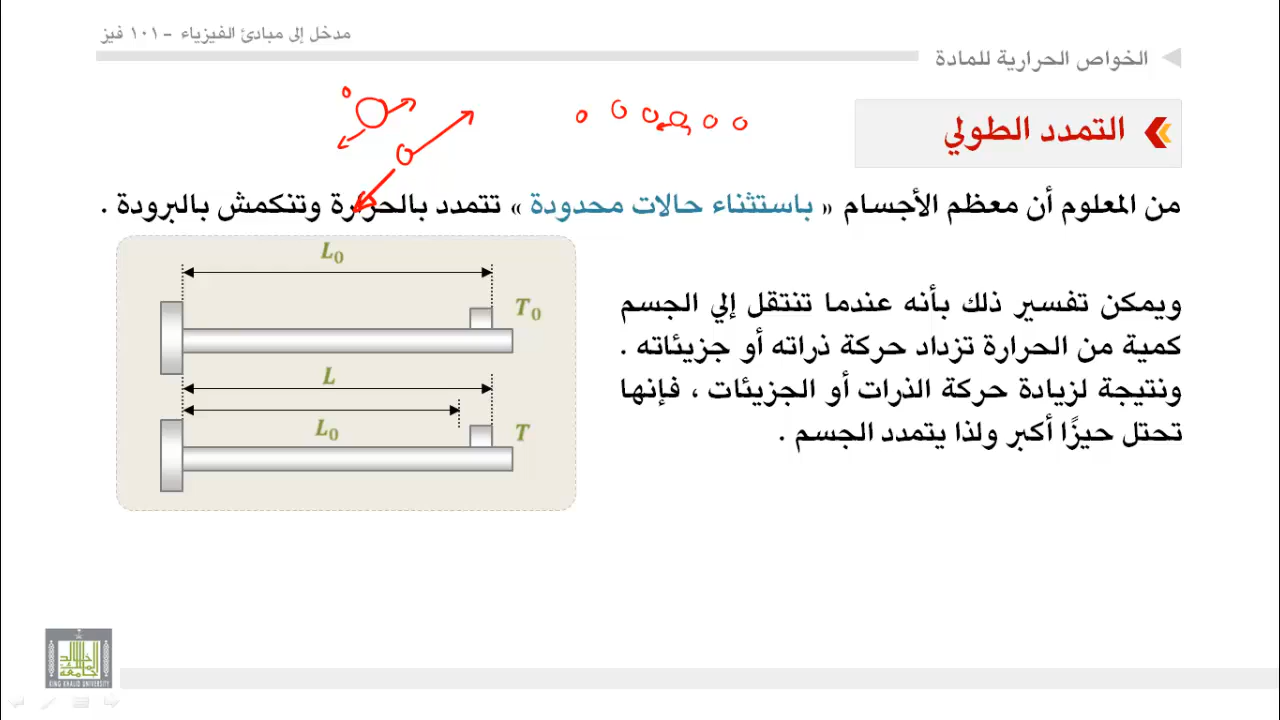 مدخل إلى مبادئ الفيزياء - ١٠١ فيز
الخواص الحرارية للمادة
التمدد الطولي
من المعلوم أن معظم الأجسام « باستثناء حالات محدودة » تتمدد بالحرارة وتنكمش بالبرودة .
ويمكن تفسير ذلك بأنه عندما تنتقل إلي الجسم
كمية من الحرارة تزداد حركة ذراته أو جزيئاته .
ونتيجة لزيادة حركة الذرات أو الجزيئات ، فإنها
تحتل حيزًا أكبر ولذا يتمدد الجسم .
L₀
T₀
L
L₀
T
جامعة الملك خالد
KING KHALID UNIVERSITY